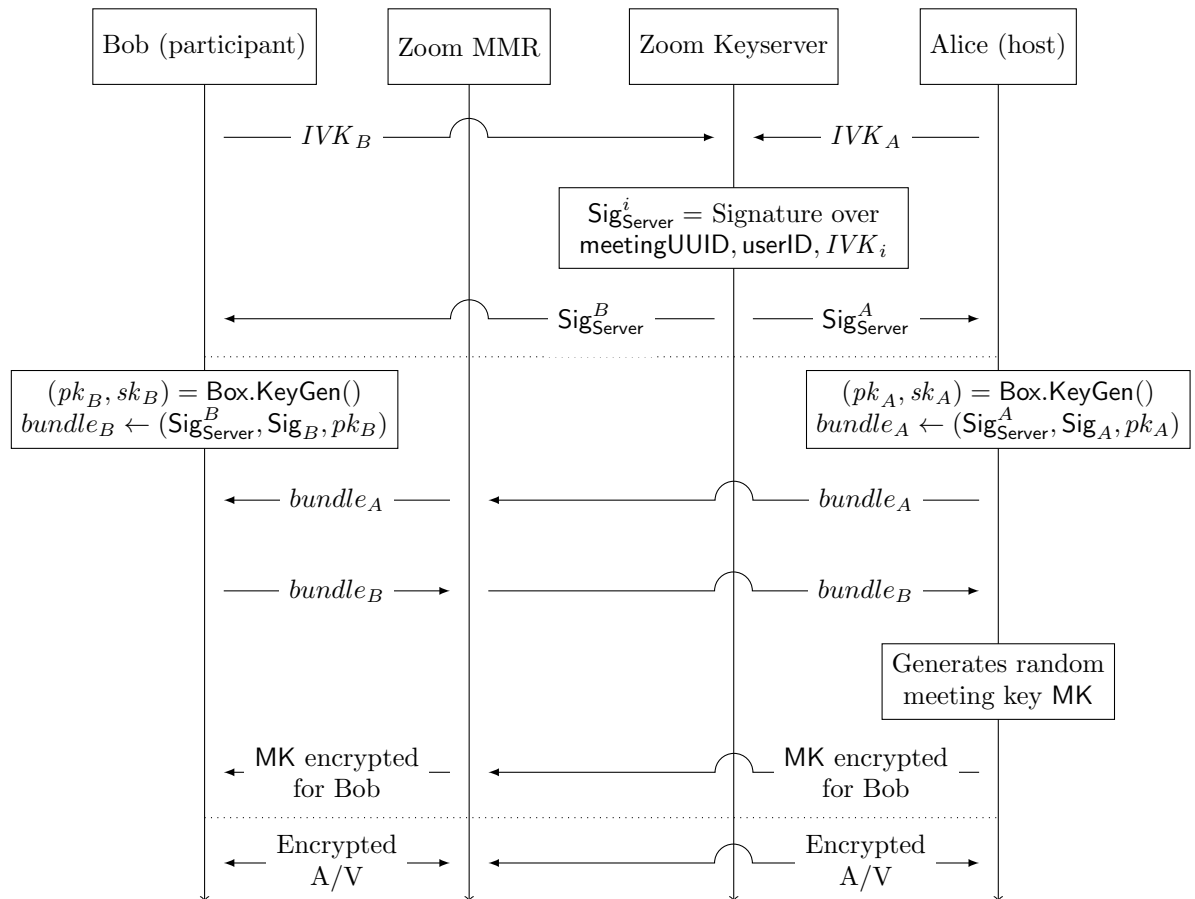 Bob (participant)
Zoom MMR
Zoom Keyserver
Alice (host)
IVK_B
IVK_A
Sig^i_Server = Signature over
meetingUUID, userID, IVK_i
Sig^B_Server
Sig^A_Server
(pk_B, sk_B) = Box.KeyGen()
bundle_B ← (Sig^B_Server, Sig_B, pk_B)
(pk_A, sk_A) = Box.KeyGen()
bundle_A ← (Sig^A_Server, Sig_A, pk_A)
bundle_A
bundle_A
bundle_B
bundle_B
Generates random
meeting key MK
MK encrypted
for Bob
MK encrypted
for Bob
Encrypted
A/V
Encrypted
A/V